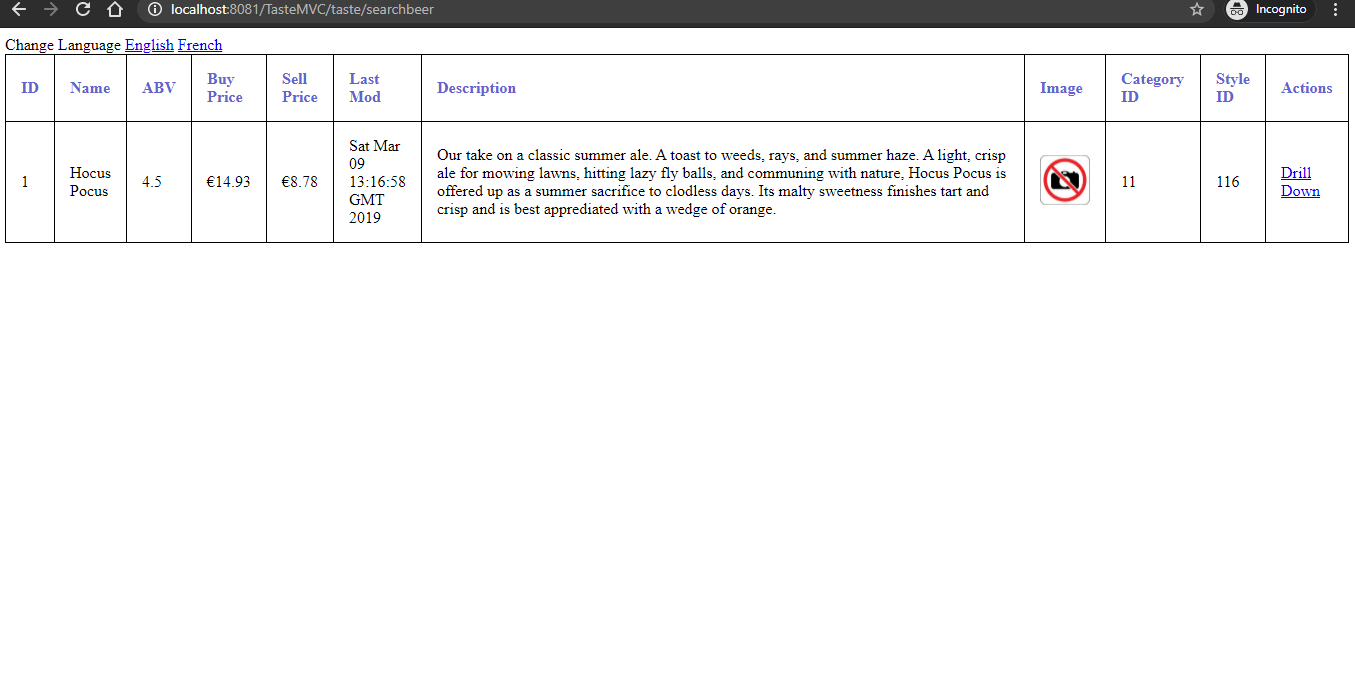 localhost:8081/TasteMVC/taste/searchbeer
Incognito
Change Language English French
ID
Name
ABV
Buy
Price
Sell
Price
Last
Mod
Description
Image
Category
ID
Style
ID
Actions
1
Hocus
Pocus
4.5
€14.93
€8.78
Sat Mar
09
13:16:58
GMT
2019
Our take on a classic summer ale. A toast to weeds, rays, and summer haze. A light, crisp
ale for mowing lawns, hitting lazy fly balls, and communing with nature, Hocus Pocus is
offered up as a summer sacrifice to clodless days. Its malty sweetness finishes tart and
crisp and is best apprediated with a wedge of orange.
11
116
Drill
Down